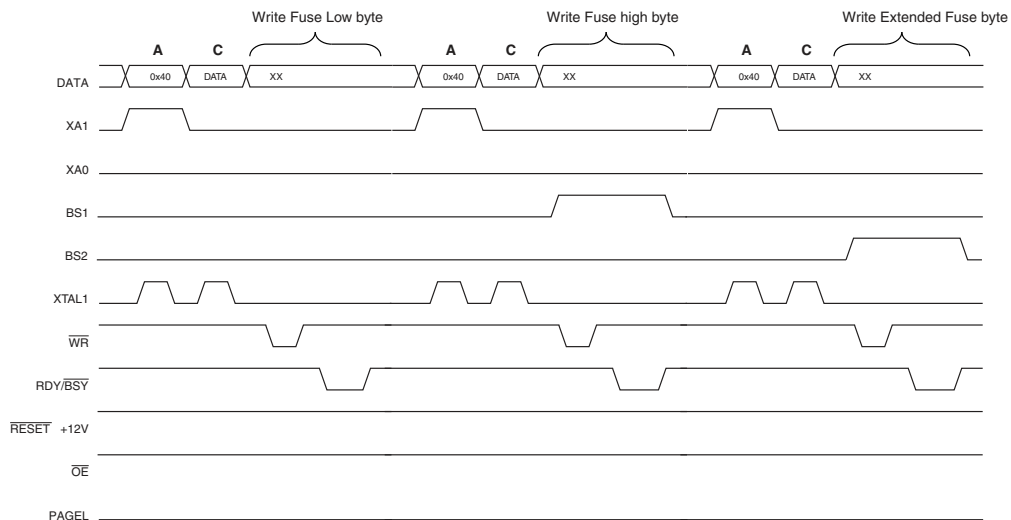 Write Fuse Low byte Write Fuse high byte Write Extended Fuse byte
A C A C A C
DATA 0x40 DATA XX 0x40 DATA XX 0x40 DATA XX
XA1
XA0
BS1
BS2
XTAL1
WR
RDY/BSY
RESET +12V
OE
PAGEL